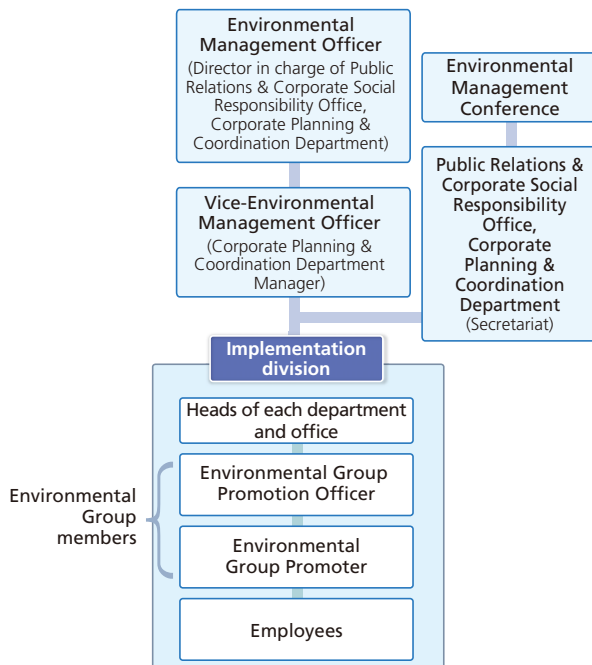 Environmental
Management Officer
(Director in charge of Public
Relations & Corporate Social
Responsibility Office,
Corporate Planning &
Coordination Department)
Environmental
Management
Conference
Vice-Environmental
Management Officer
(Corporate Planning &
Coordination Department
Manager)
Public Relations &
Corporate Social
Responsibility
Office,
Corporate
Planning &
Coordination
Department
(Secretariat)
Implementation
division
Heads of each department
and office
Environmental
Group
members
Environmental Group
Promotion Officer
Environmental
Group Promoter
Employees